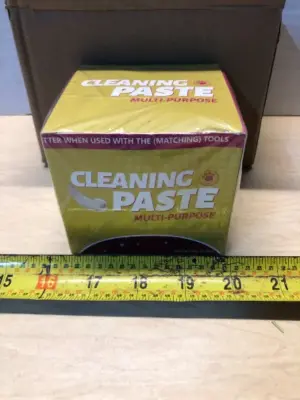 CLEANING
PASTE
MULTI-PURPOSE
TTER WHEN USED WITH THE (MATCHING) TOOLS
CLEANING
PASTE
MULTI-PURPOSE
15 16 17 18 19 20 21